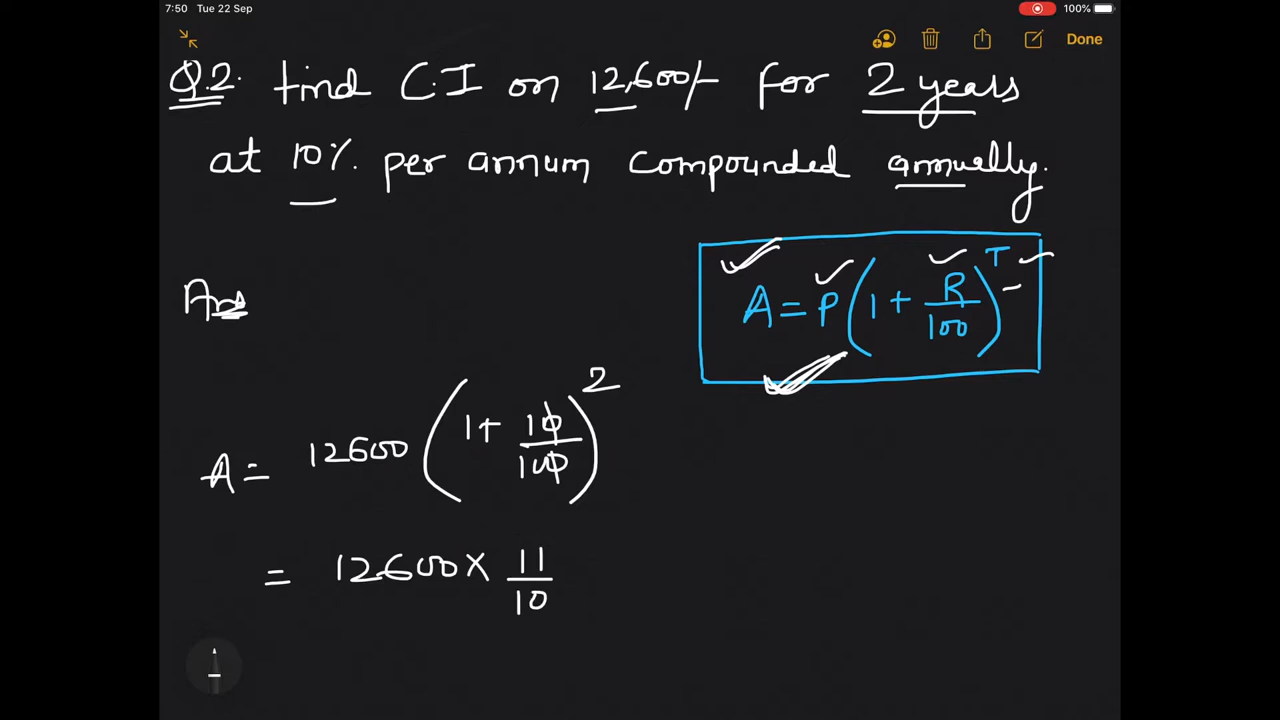 7:50 Tue 22 Sep
100%
Done
Q.2. find C.I on 12,600/- for 2 years
at 10%. per annum compounded annually.
Ans
A = P(1 + R/100)^T
A = 12600 (1 + 10/100)^2
= 12600 × 11/10